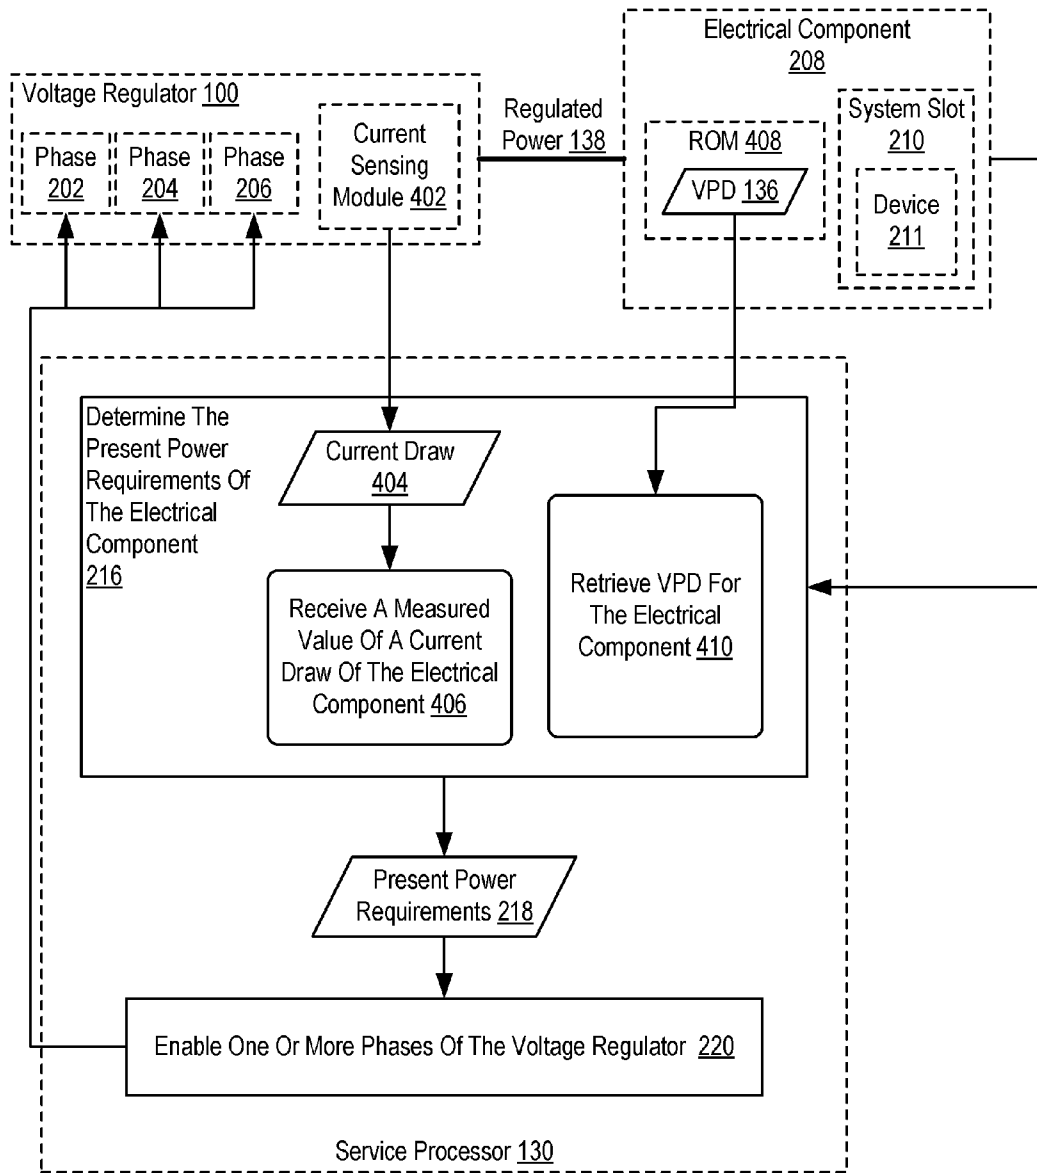 Electrical Component
208
Voltage Regulator 100
Phase
202
Phase
204
Phase
206
Current
Sensing
Module 402
Regulated
Power 138
ROM 408
VPD 136
System Slot
210
Device
211
Determine The
Present Power
Requirements Of
The Electrical
Component
216
Current Draw
404
Receive A Measured
Value Of A Current
Draw Of The Electrical
Component 406
Retrieve VPD For
The Electrical
Component 410
Present Power
Requirements 218
Enable One Or More Phases Of The Voltage Regulator 220
Service Processor 130